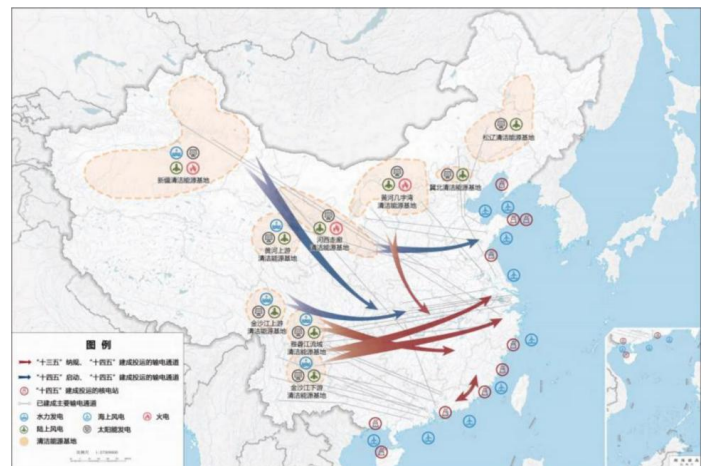 松辽清洁能源基地
新疆清洁能源基地
黄河几字湾
清洁能源基地
冀北清洁能源基地
黄河上游
清洁能源基地
河西走廊
清洁能源基地
金沙江上游
清洁能源基地
雅砻江流域
清洁能源基地
金沙江下游
清洁能源基地
图 例
“十三五”纳规、“十四五”建成投运的输电通道
“十四五”启动、“十四五”建成投运的输电通道
“十四五”建成投运的核电站
已建成主要输电通道
水力发电 海上风电 火电
陆上风电 太阳能发电
清洁能源基地